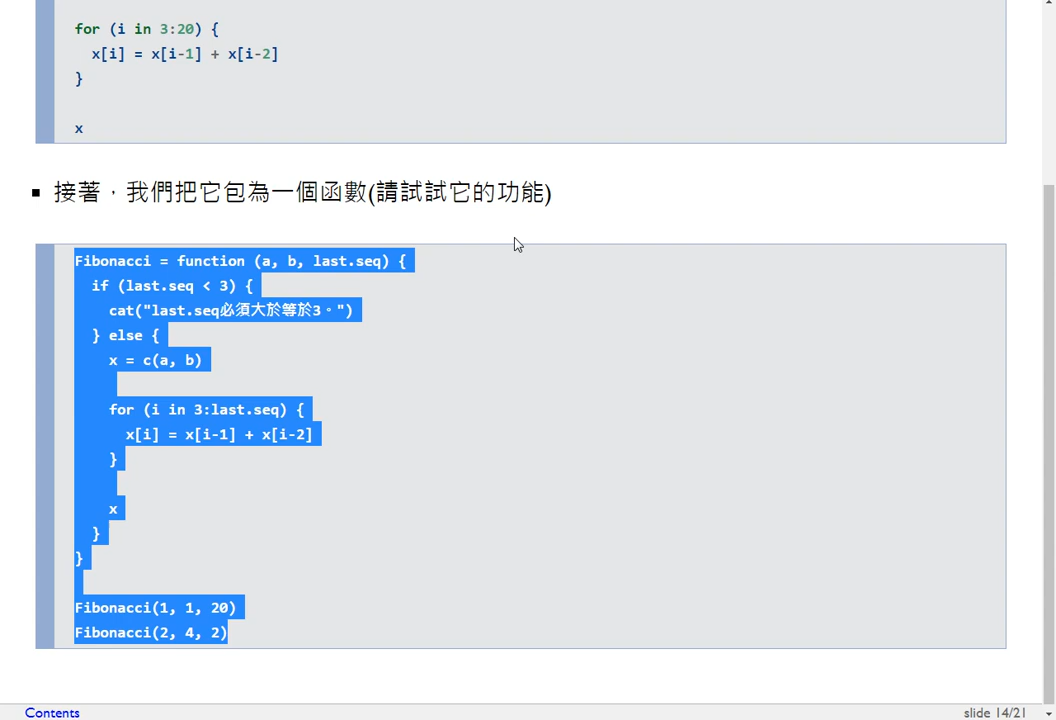 for (i in 3:20) {
  x[i] = x[i-1] + x[i-2]
}
x
▪ 接著，我們把它包為一個函數(請試試它的功能)
Fibonacci = function (a, b, last.seq) {
  if (last.seq < 3) {
    cat("last.seq必須大於等於3。")
  } else {
    x = c(a, b)
    for (i in 3:last.seq) {
      x[i] = x[i-1] + x[i-2]
    }
    x
  }
}
Fibonacci(1, 1, 20)
Fibonacci(2, 4, 2)
Contents
slide 14/21